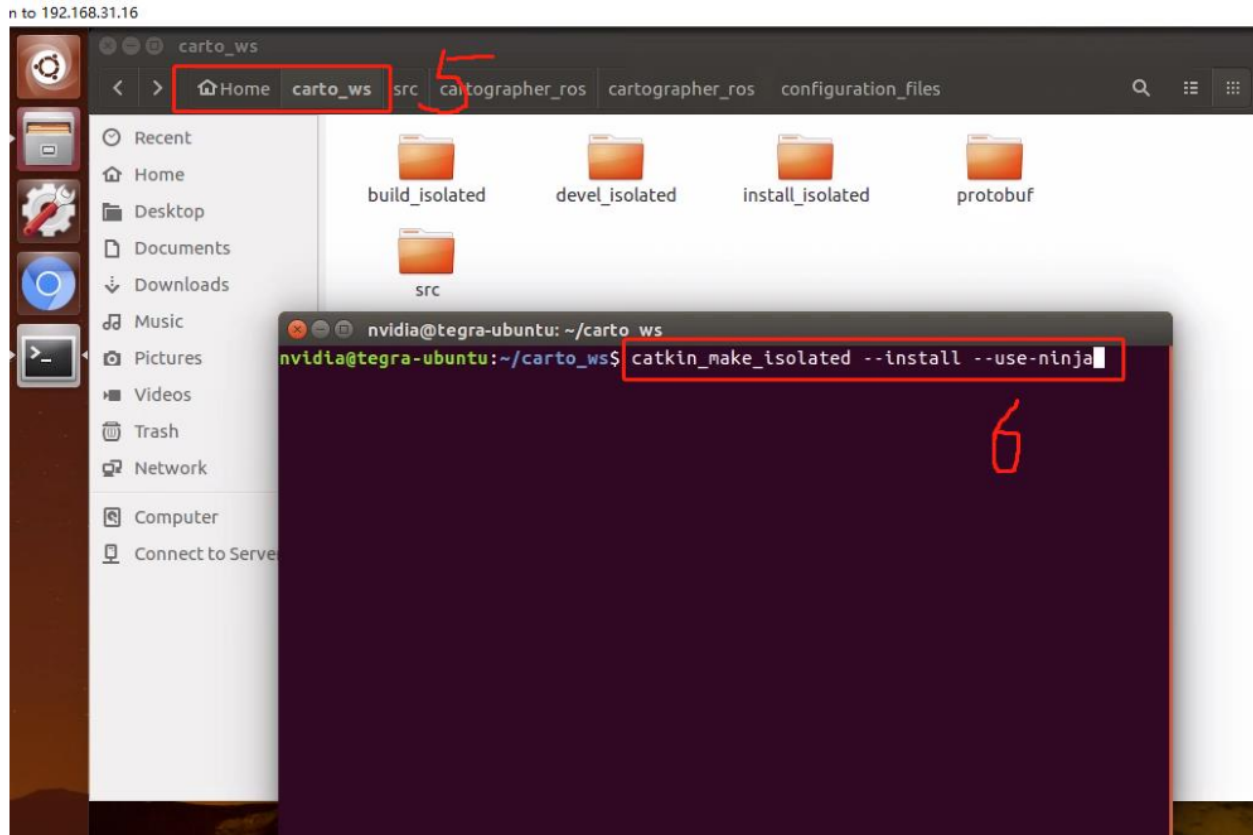 n to 192.168.31.16
carto_ws
Home carto_ws src cartographer_ros cartographer_ros configuration_files
5
Recent
Home
Desktop
Documents
Downloads
Music
Pictures
Videos
Trash
Network
Computer
Connect to Serve
build_isolated devel_isolated install_isolated protobuf
src
nvidia@tegra-ubuntu: ~/carto_ws
nvidia@tegra-ubuntu:~/carto_ws$ catkin_make_isolated --install --use-ninja
6